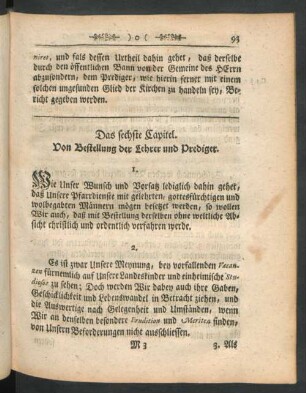 ) o ( 93
niret, und fals dessen Urtheil dahin gehet, daß derselbe
durch den öffentlichen Bann von der Gemeine des HErrn
abzusondern, dem Prediger, wie hierin ferner mit einem
solchen ungesunden Glied der Kirchen zu handeln sey, Be-
richt gegeben werden.
Das sechste Capitel.
Von Bestellung der Lehrer und Prediger.
1.
Wie Unser Wunsch und Vorsatz lediglich dahin gehet,
daß Unsere Pfarrdienste mit gelehrten, gottesfürchtigen und
wolbegabten Männern mögen besetzet werden, so wollen
Wir auch, daß mit Bestellung derselben ohne weltliche Ab-
sicht christlich und ordentlich verfahren werde.
2.
Es ist zwar Unsere Meynung, bey vorfallenden Vacan-
zen fürnemlich auf Unsere Landeskinder und einheimische Stu-
diosos zu sehen; Doch werden Wir dabey auch ihre Gaben,
Geschicklichkeit und Lebenswandel in Betracht ziehen, und
die Auswertige nach Gelegenheit und Umständen, wenn
Wir an denselben besondere Erudition und Merita finden,
von Unsern Beforderungen nicht ausschliessen.
M 3 3. Als